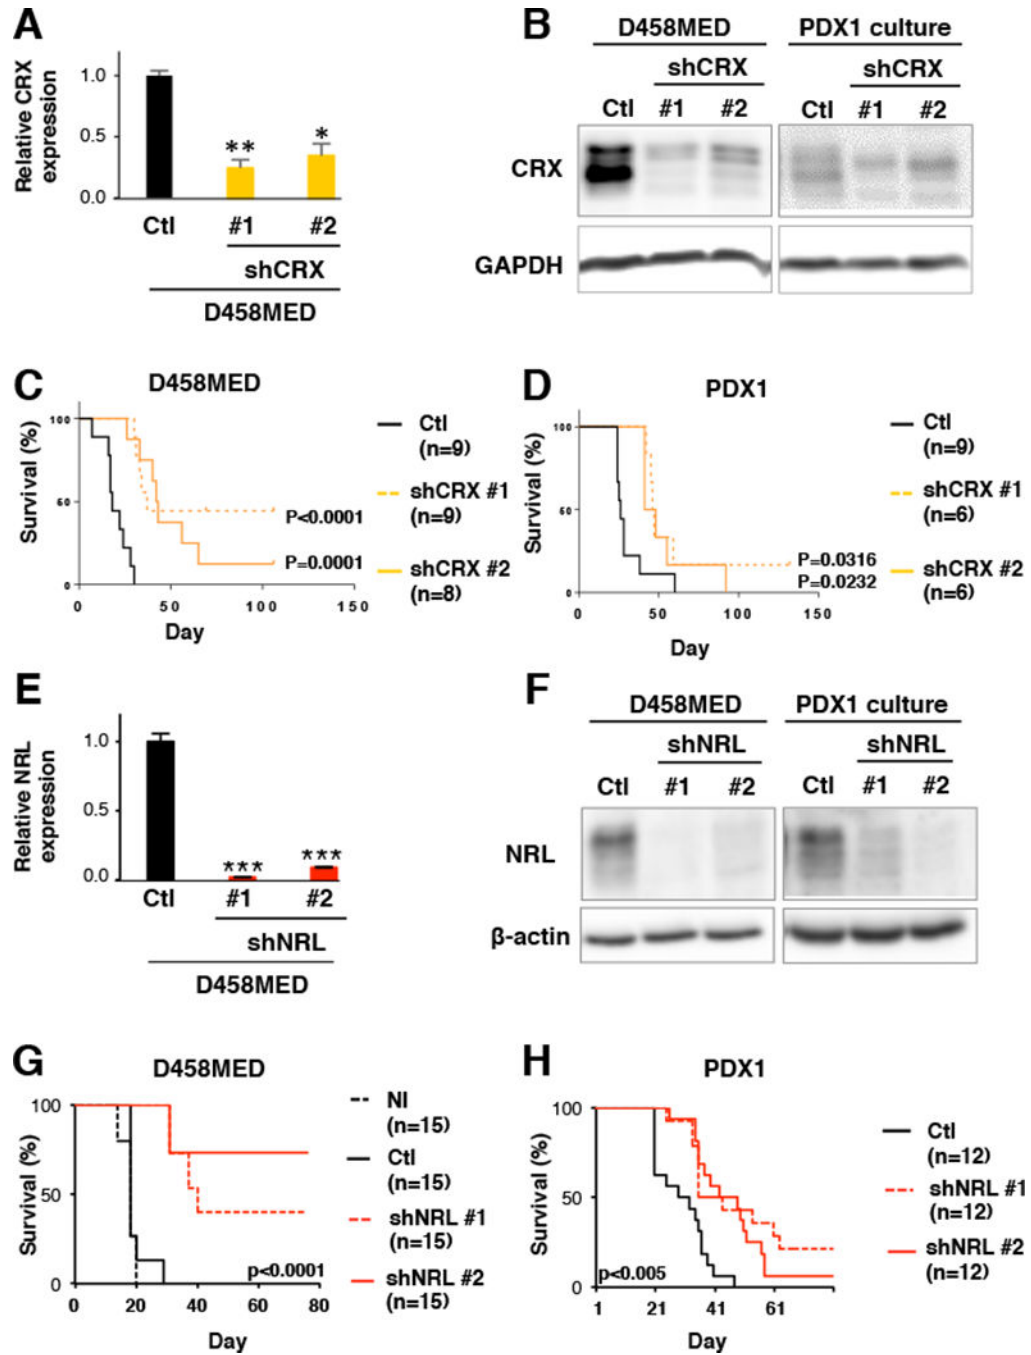 A
Relative CRX
expression
1.0
0.5
0.0
**
*
Ctl
#1
#2
shCRX
D458MED
B
D458MED
PDX1 culture
shCRX
shCRX
Ctl
#1
#2
Ctl
#1
#2
CRX
GAPDH
C
D458MED
Survival (%)
100
50
0
0
50
100
150
Day
P<0.0001
P=0.0001
Ctl
(n=9)
shCRX #1
(n=9)
shCRX #2
(n=8)
D
PDX1
Survival (%)
100
50
0
0
50
100
150
Day
P=0.0316
P=0.0232
Ctl
(n=9)
shCRX #1
(n=6)
shCRX #2
(n=6)
E
Relative NRL
expression
1.0
0.5
0.0
***
***
Ctl
#1
#2
shNRL
D458MED
F
D458MED
PDX1 culture
shNRL
shNRL
Ctl
#1
#2
Ctl
#1
#2
NRL
β-actin
G
D458MED
Survival (%)
100
50
0
0
20
40
60
80
Day
p<0.0001
NI
(n=15)
Ctl
(n=15)
shNRL #1
(n=15)
shNRL #2
(n=15)
H
PDX1
Survival (%)
100
50
0
1
21
41
61
Day
p<0.005
Ctl
(n=12)
shNRL #1
(n=12)
shNRL #2
(n=12)